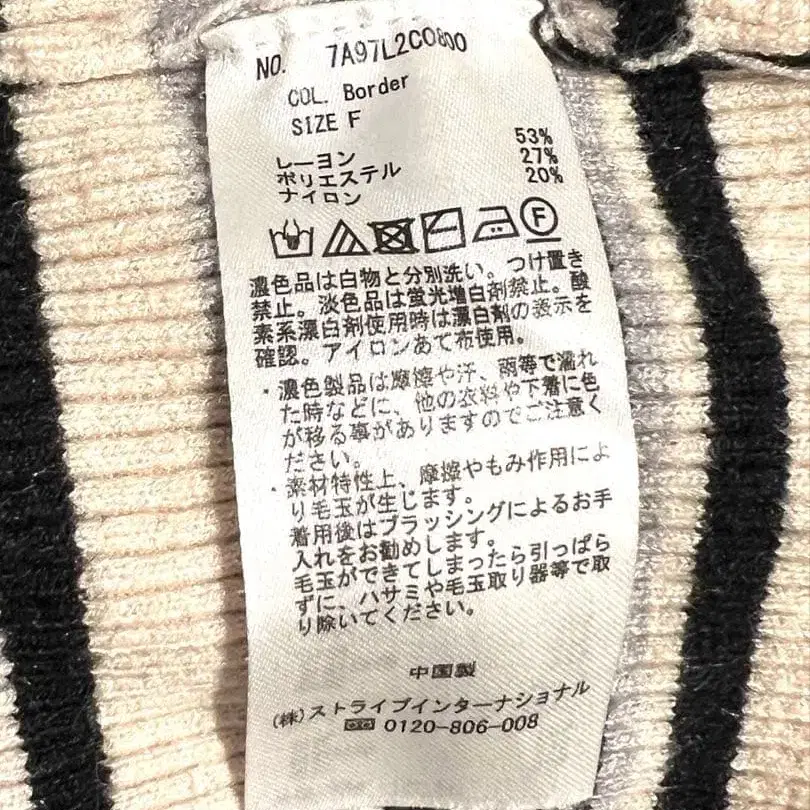 NO. 7A97L2C0800
COL. Border
SIZE F
レーヨン 53%
ポリエステル 27%
ナイロン 20%
F
濃色品は白物と分別洗い。つけ置き
禁止。淡色品は蛍光増白剤禁止。酸
素系漂白剤使用時は漂白剤の表示を
確認。アイロンあて布使用。
・濃色製品は摩擦や汗、雨等で濡れ
た時などに、他の衣料や下着に色
が移る事がありますのでご注意く
ださい。
・素材特性上、摩擦やもみ作用によ
り毛玉が生じます。
着用後はブラッシングによるお手
入れをお勧めします。
毛玉ができてしまったら引っぱら
ずに、ハサミや毛玉取り器等で取
り除いてください。
中国製
(株)ストライプインターナショナル
0120-806-008